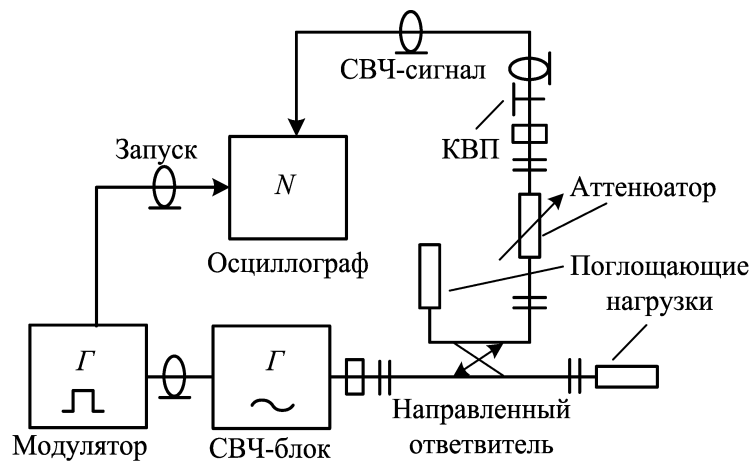 СВЧ-сигнал
КВП
Запуск
N
Осциллограф
Аттенюатор
Поглощающие
нагрузки
Г
Модулятор
Г
СВЧ-блок
Направленный
ответвитель